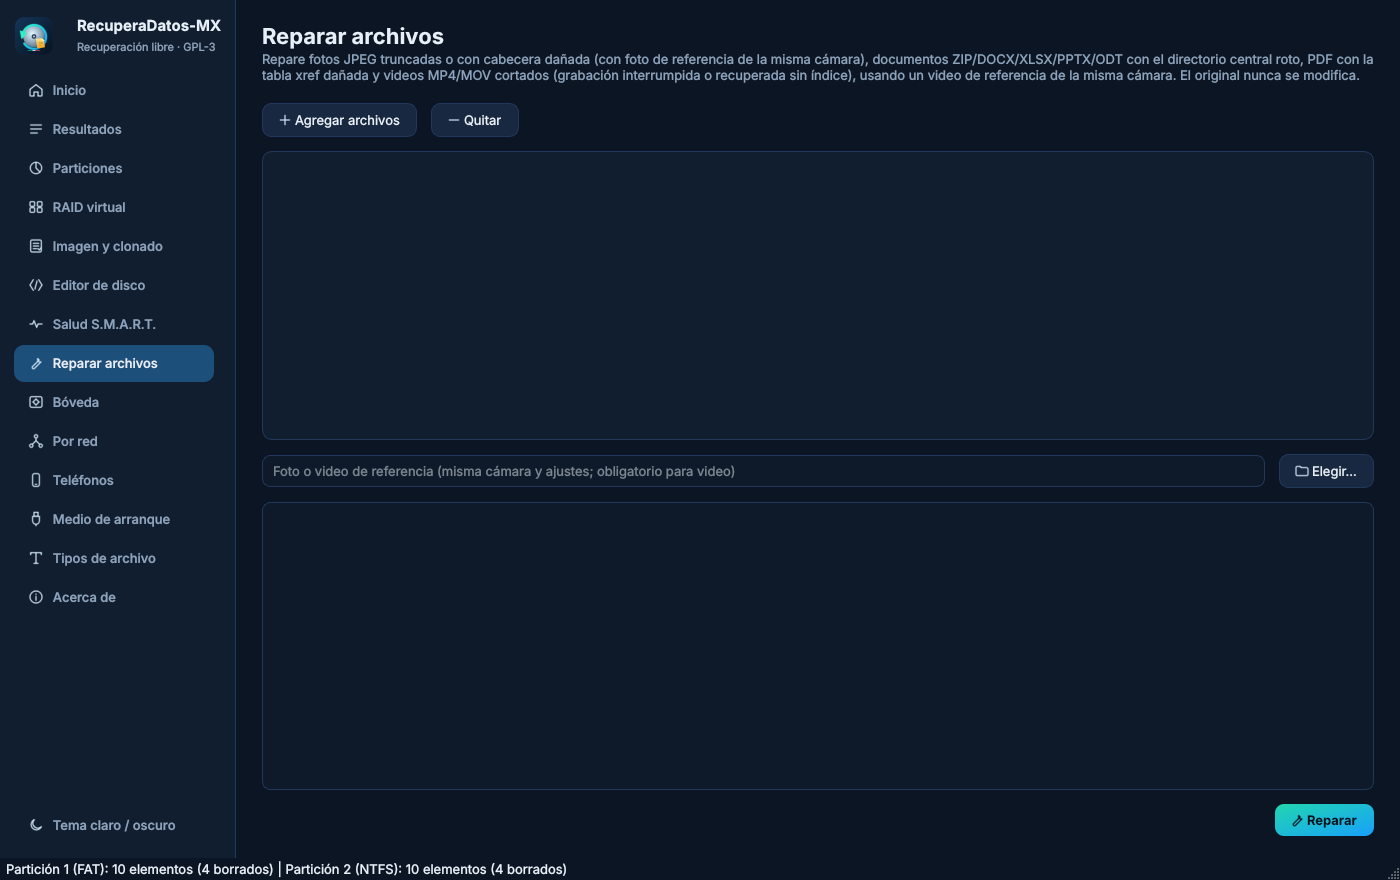 RecuperaDatos-MX
Recuperación libre · GPL-3
Inicio
Resultados
Particiones
RAID virtual
Imagen y clonado
Editor de disco
Salud S.M.A.R.T.
Reparar archivos
Bóveda
Por red
Teléfonos
Medio de arranque
Tipos de archivo
Acerca de
Tema claro / oscuro
Reparar archivos
Repare fotos JPEG truncadas o con cabecera dañada (con foto de referencia de la misma cámara), documentos ZIP/DOCX/XLSX/PPTX/ODT con el directorio central roto, PDF con la
tabla xref dañada y videos MP4/MOV cortados (grabación interrumpida o recuperada sin índice), usando un video de referencia de la misma cámara. El original nunca se modifica.
Agregar archivos
Quitar
Foto o video de referencia (misma cámara y ajustes; obligatorio para video)
Elegir...
Reparar
Partición 1 (FAT): 10 elementos (4 borrados) | Partición 2 (NTFS): 10 elementos (4 borrados)